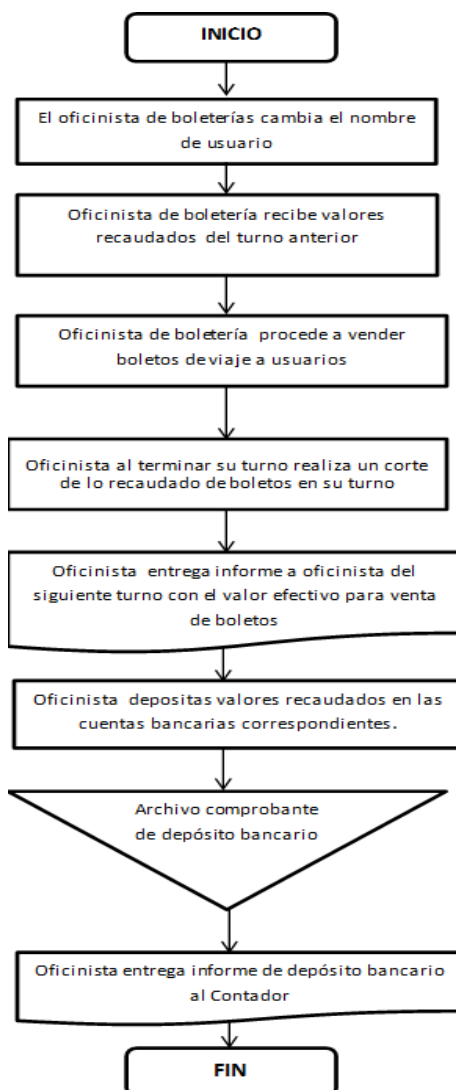 INICIO
El oficinista de boleterías cambia el nombre
de usuario
Oficinista de boletería recibe valores
recaudados del turno anterior
Oficinista de boletería procede a vender
boletos de viaje a usuarios
Oficinista al terminar su turno realiza un corte
de lo recaudado de boletos en su turno
Oficinista entrega informe a oficinista del
siguiente turno con el valor efectivo para venta
de boletos
Oficinista depositas valores recaudados en las
cuentas bancarias correspondientes.
Archivo comprobante
de depósito bancario
Oficinista entrega informe de depósito bancario
al Contador
FIN